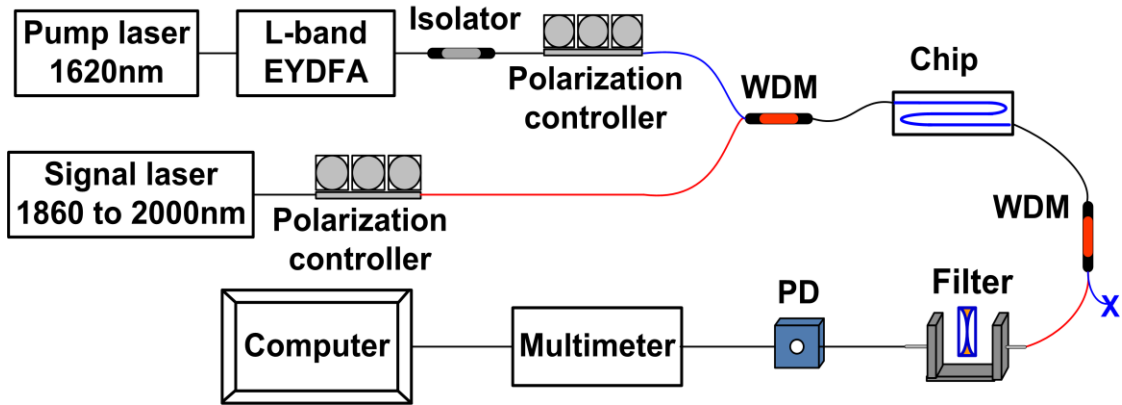 Pump laser
1620nm
L-band
EYDFA
Isolator
Polarization
controller
WDM
Chip
Signal laser
1860 to 2000nm
Polarization
controller
WDM
X
Filter
PD
Multimeter
Computer